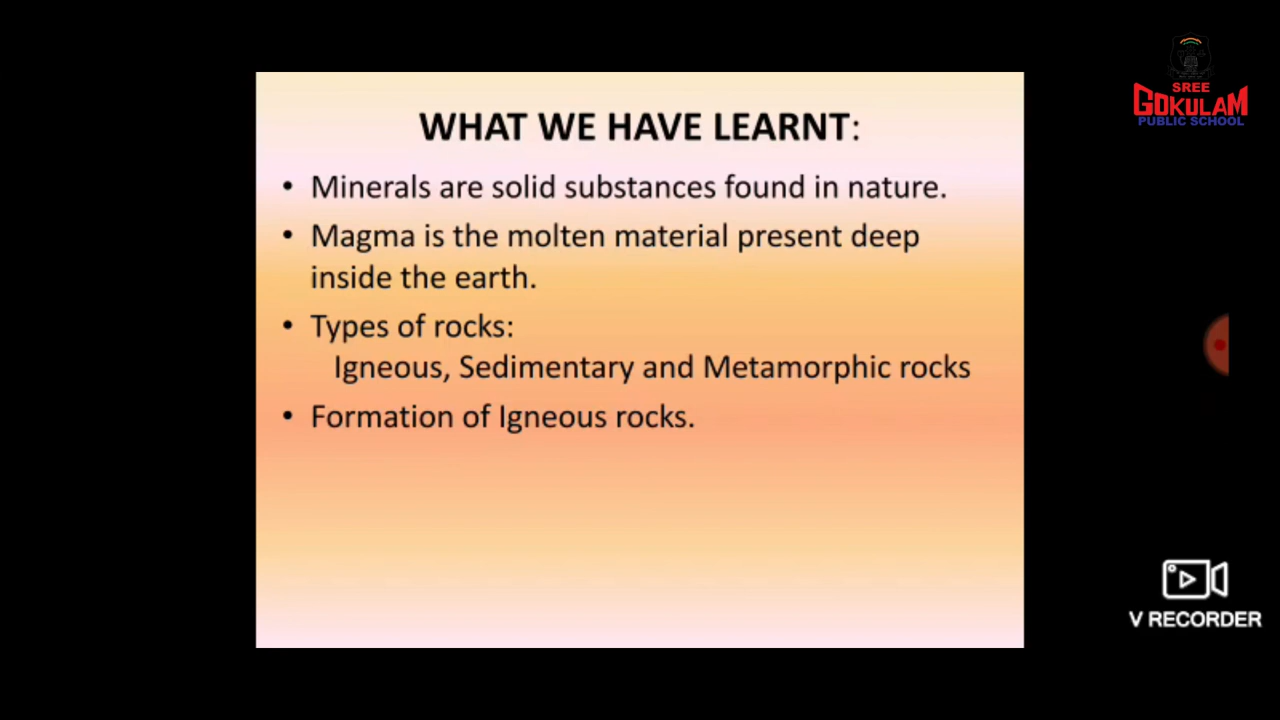 SREE
GOKULAM
PUBLIC SCHOOL
WHAT WE HAVE LEARNT:
• Minerals are solid substances found in nature.
• Magma is the molten material present deep
inside the earth.
• Types of rocks:
Igneous, Sedimentary and Metamorphic rocks
• Formation of Igneous rocks.
V RECORDER